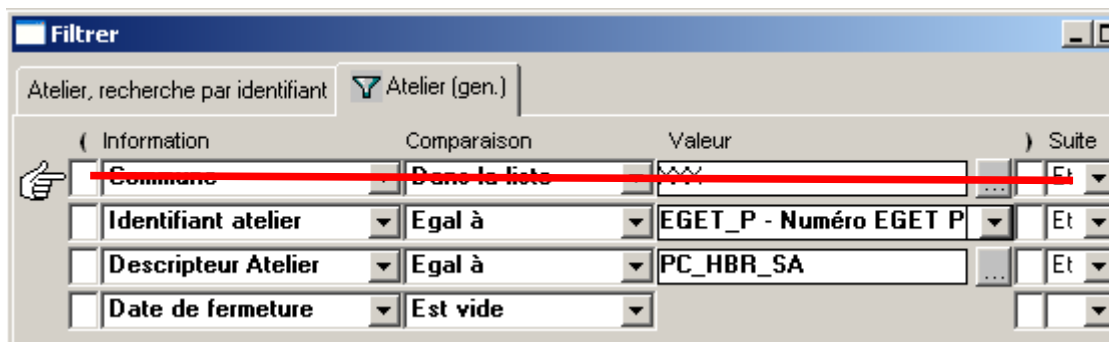 Filtrer
Atelier, recherche par identifiant Atelier (gen.)
( Information Comparaison Valeur ) Suite
Commune Dans la liste XXX ... Et
Identifiant atelier Egal à EGET_P - Numéro EGET P Et
Descripteur Atelier Egal à PC_HBR_SA ... Et
Date de fermeture Est vide